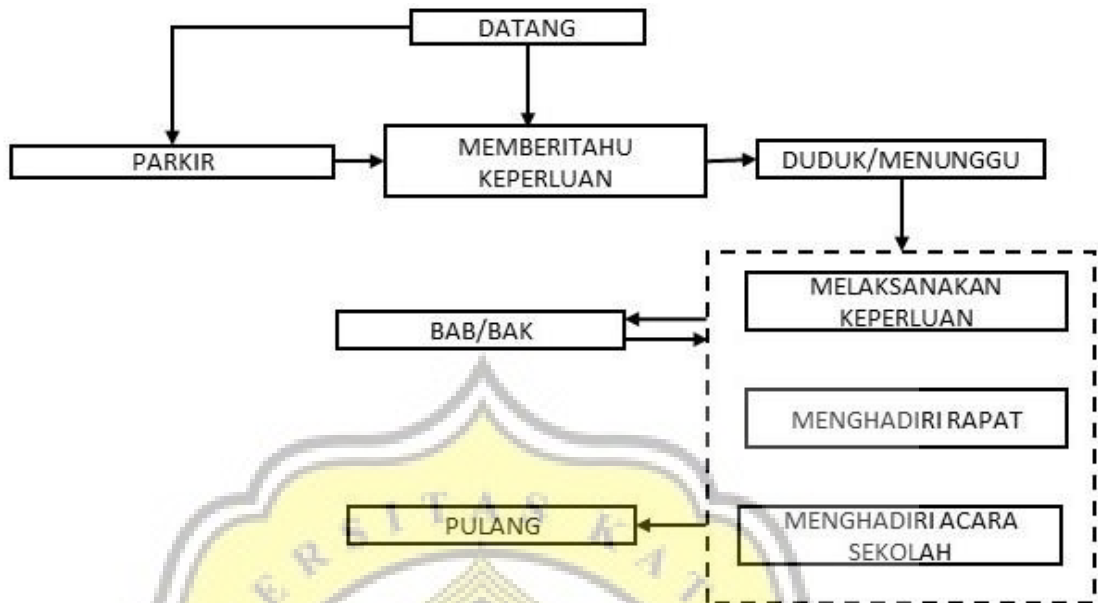 DATANG
PARKIR
MEMBERITAHU
KEPERLUAN
DUDUK/MENUNGGU
MELAKSANAKAN
KEPERLUAN
BAB/BAK
MENGHADIRI RAPAT
PULANG
MENGHADIRI ACARA
SEKOLAH